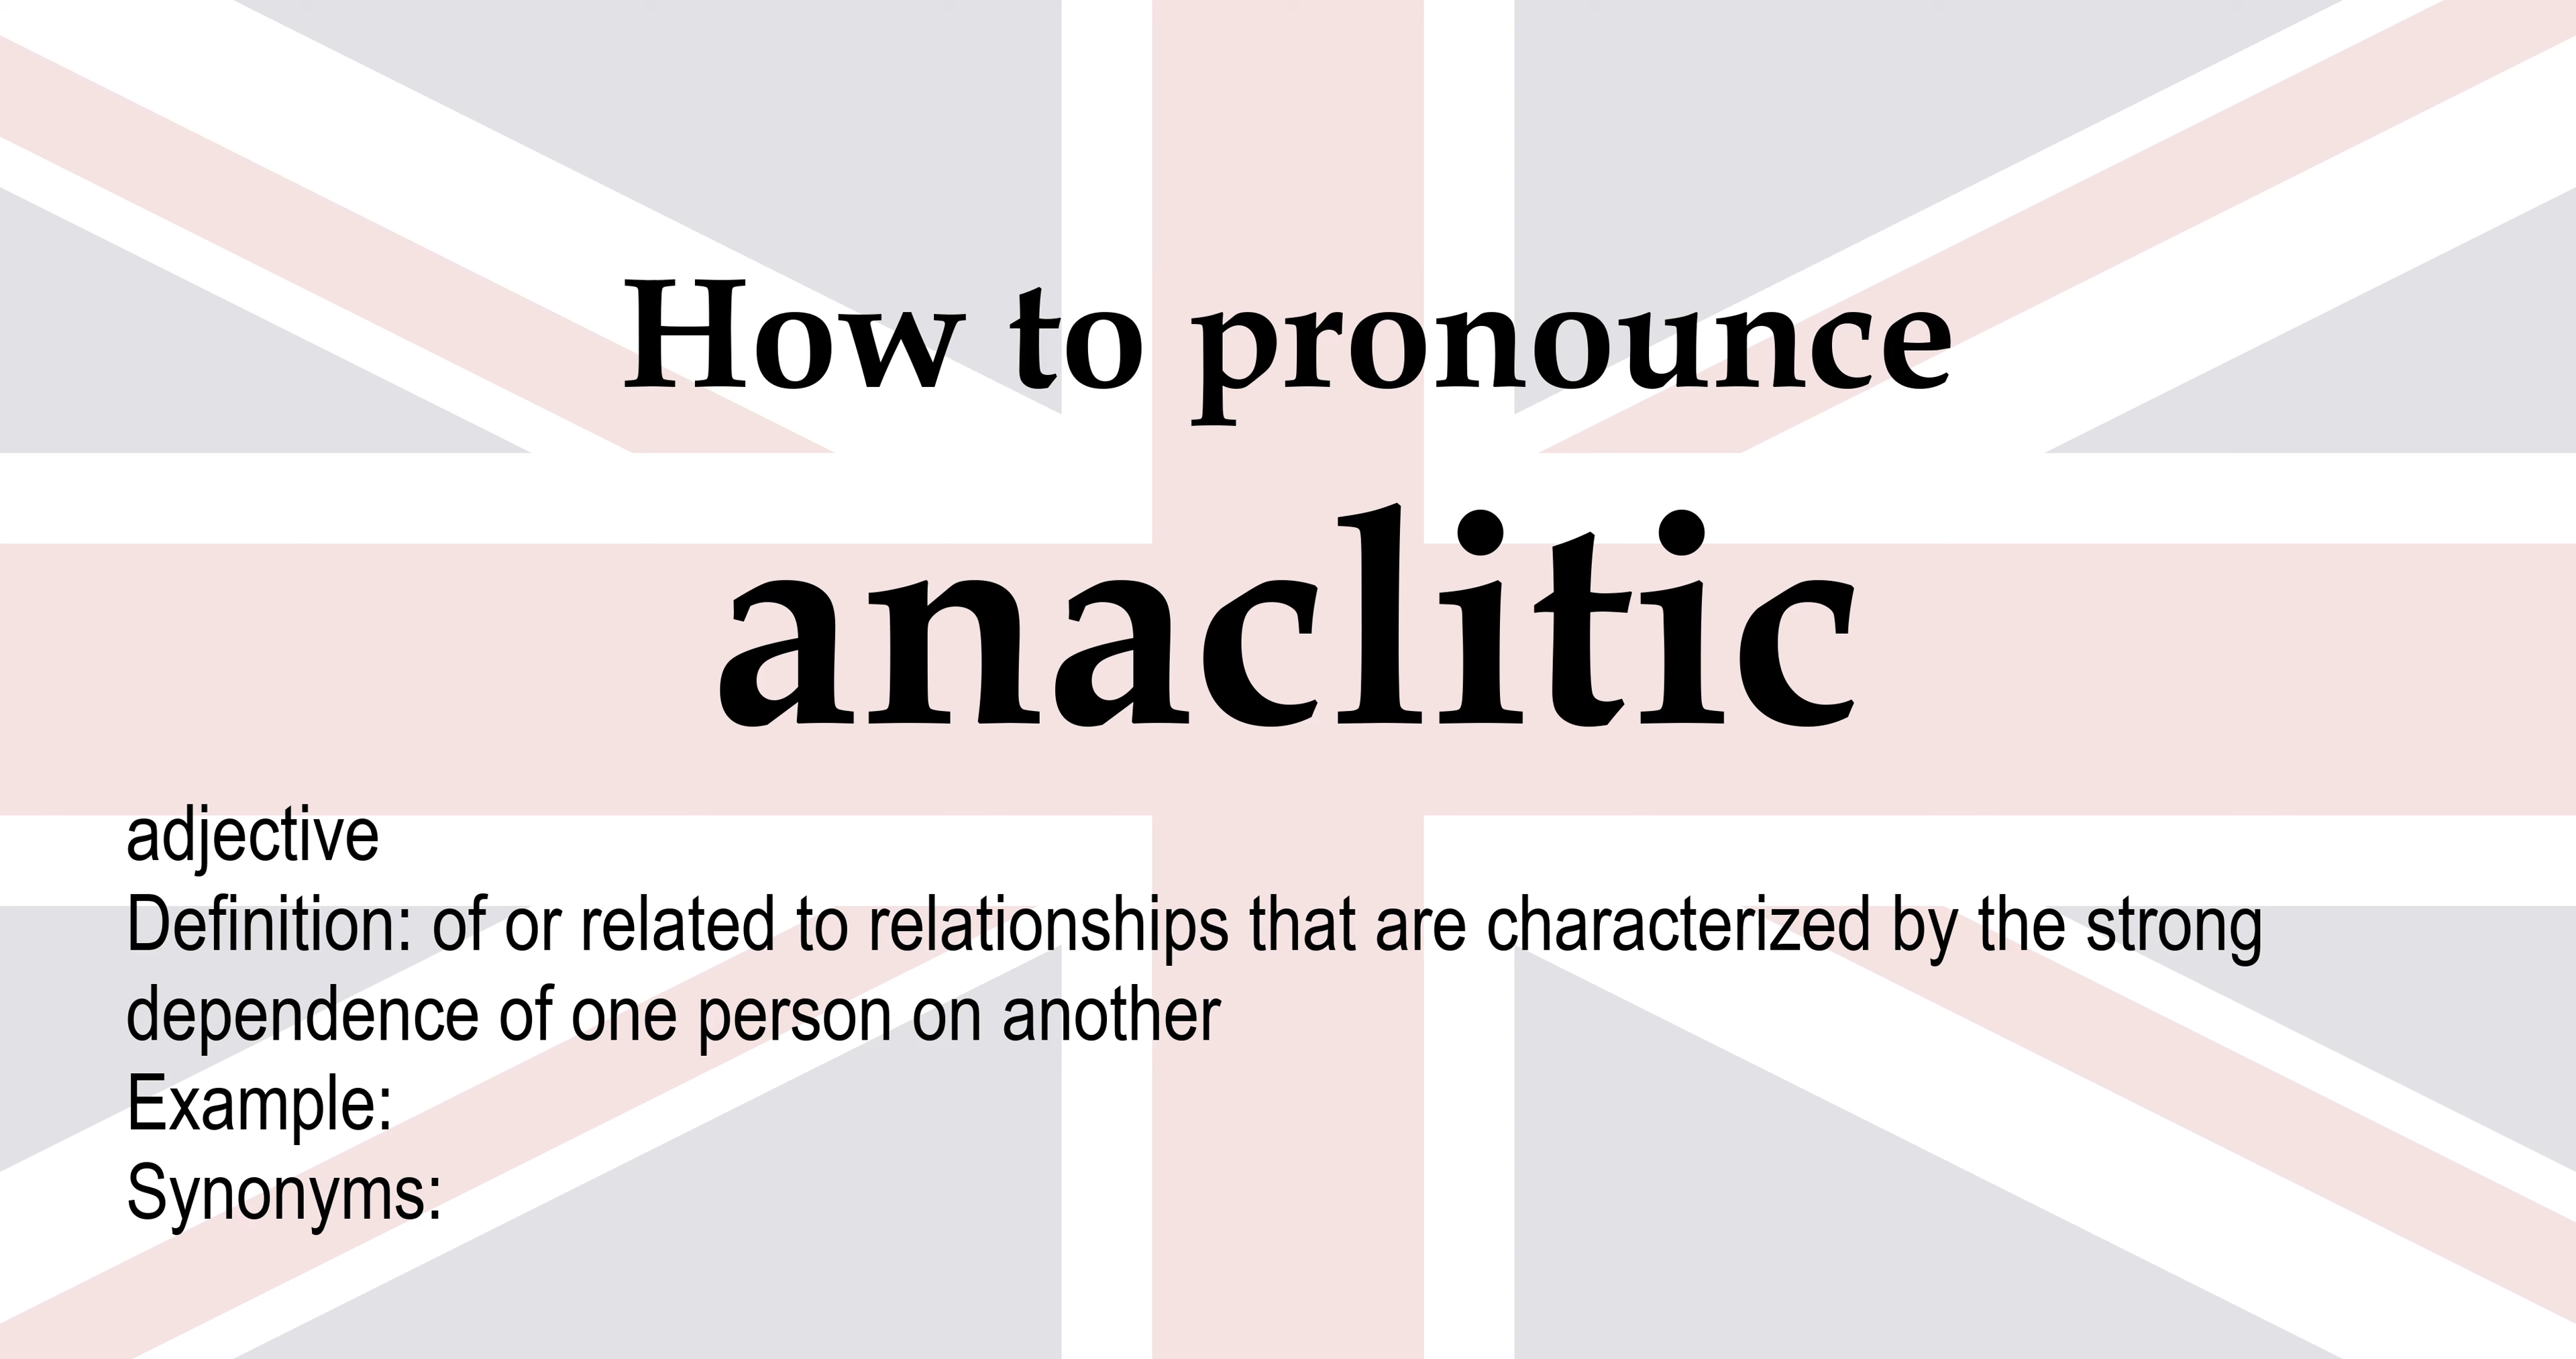 How to pronounce
anaclitic
adjective
Definition: of or related to relationships that are characterized by the strong
dependence of one person on another
Example:
Synonyms: